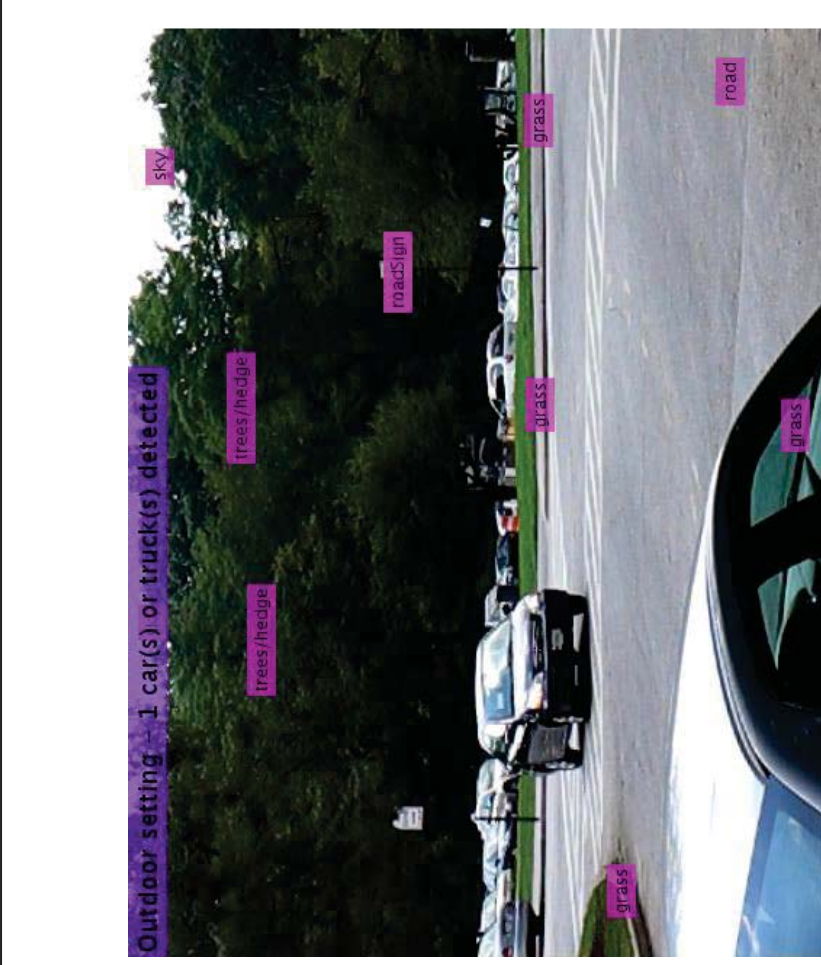 Outdoor setting – 1 car(s) or truck(s) detected
sky
trees/hedge
trees/hedge
roadSign
grass
grass
grass
grass
road